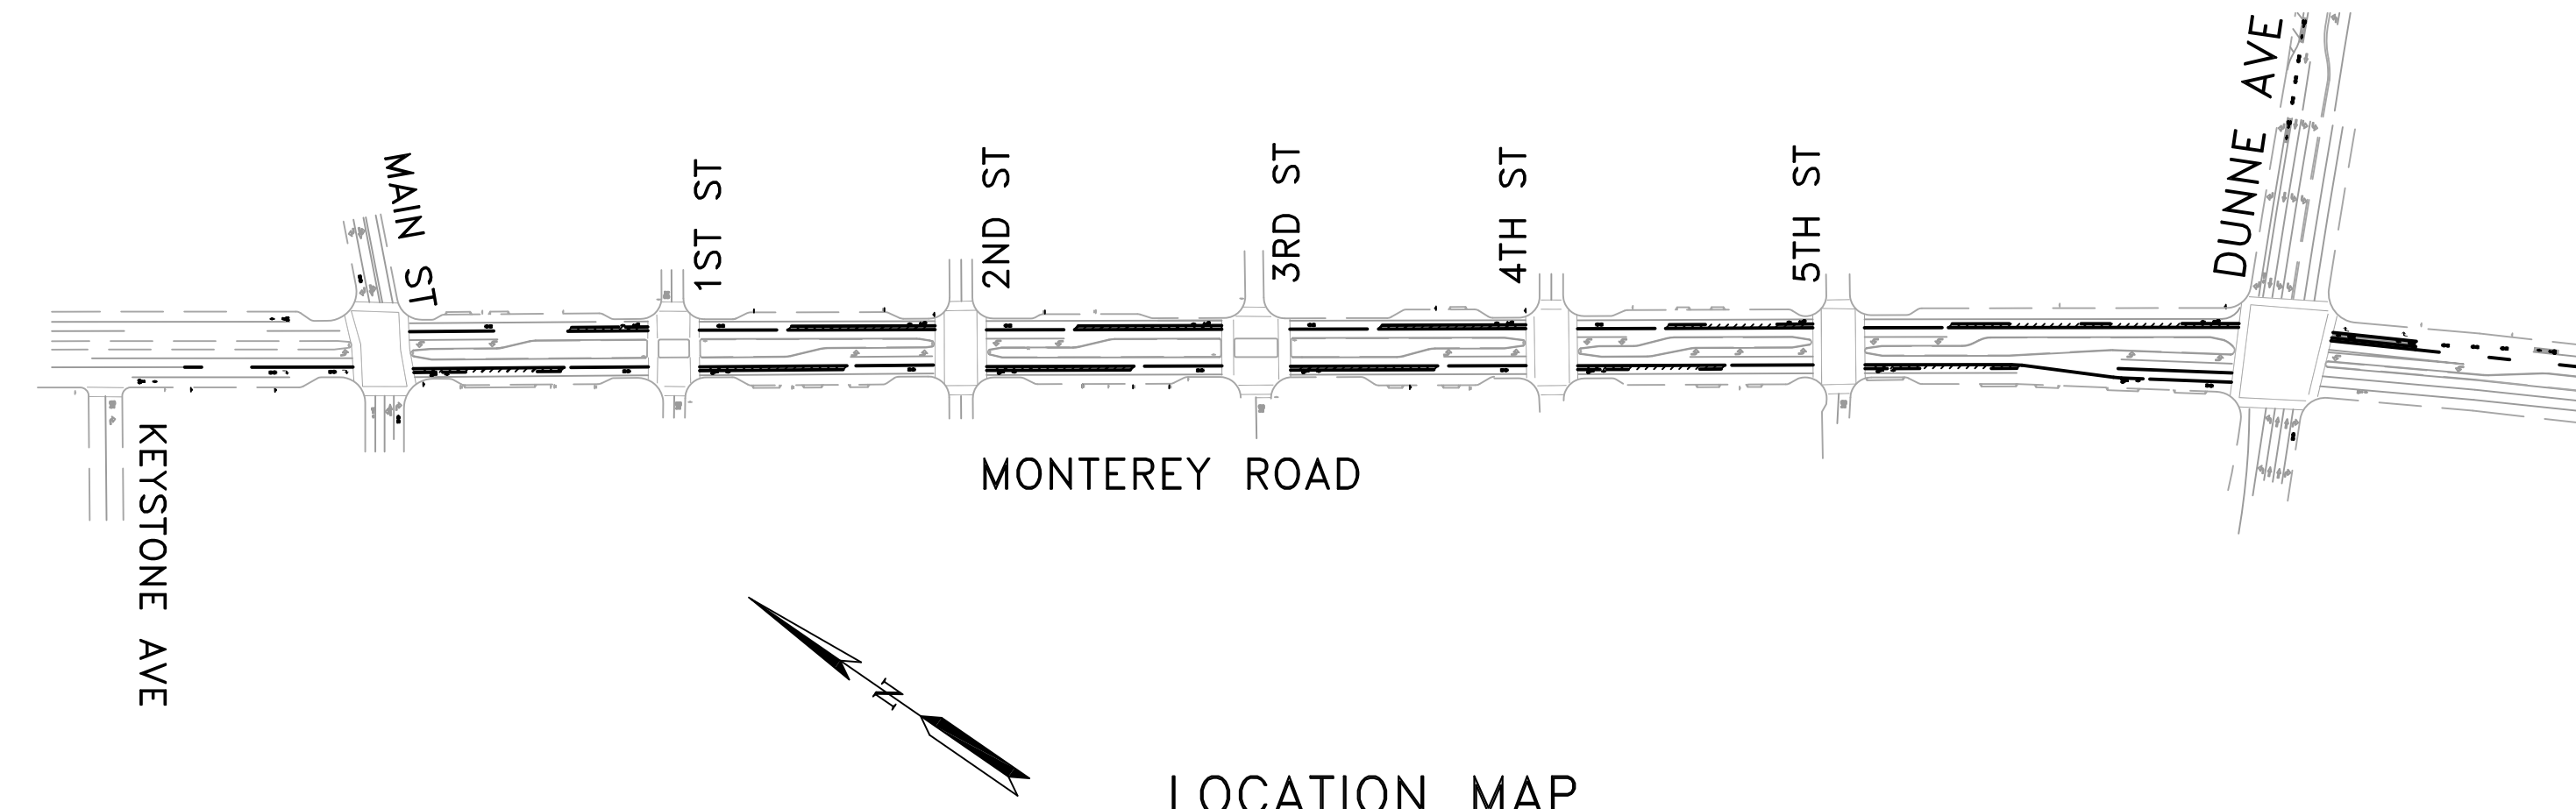 MAIN ST
1ST ST
2ND ST
3RD ST
4TH ST
5TH ST
DUNNE AVE
KEYSTONE AVE
MONTEREY ROAD
N
LOCATION MAP